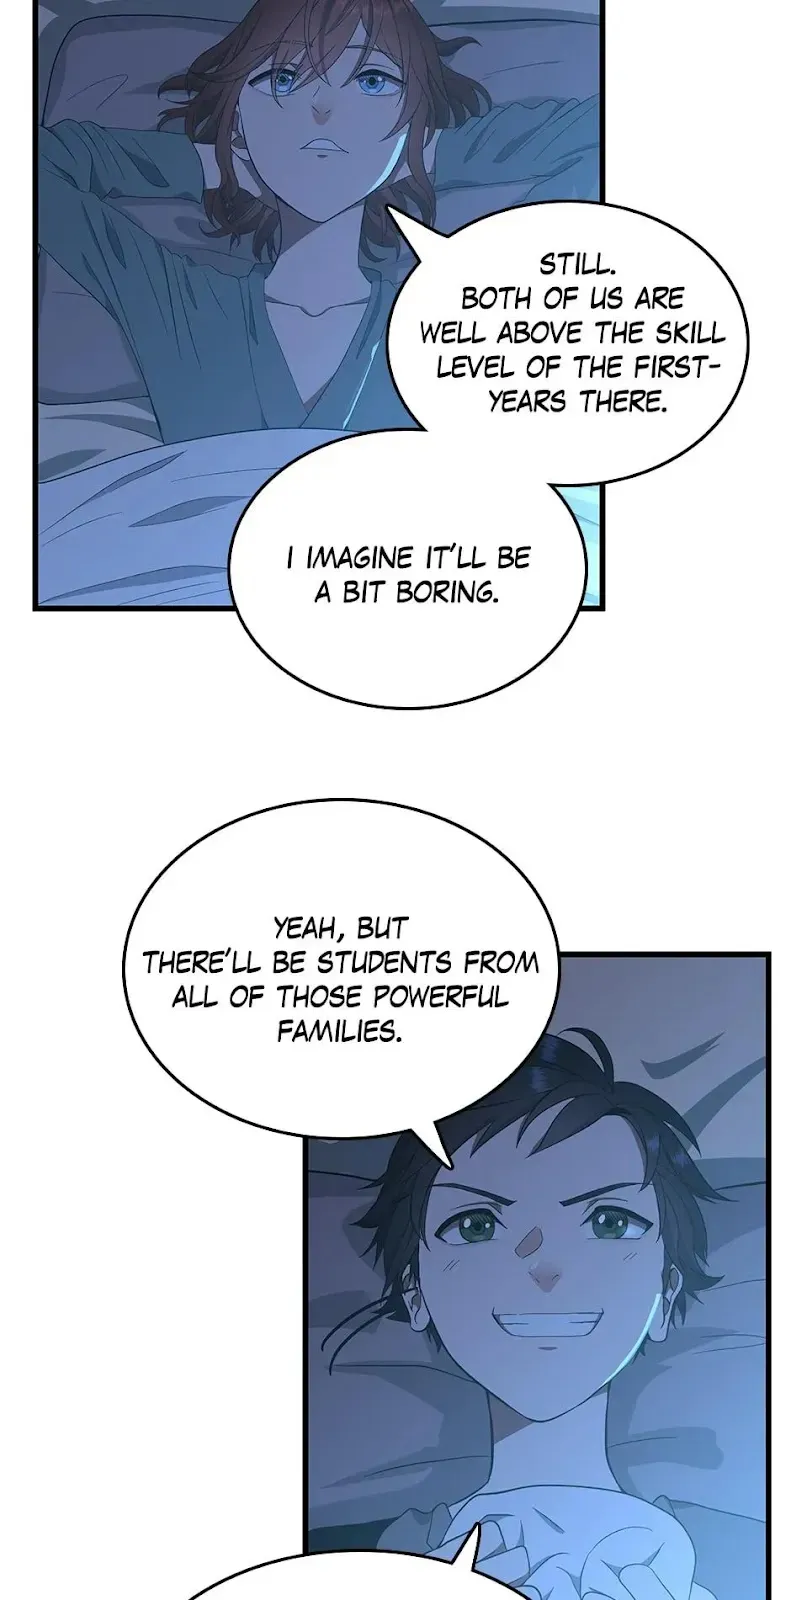 STILL.
BOTH OF US ARE
WELL ABOVE THE SKILL
LEVEL OF THE FIRST-
YEARS THERE.
I IMAGINE IT'LL BE
A BIT BORING.
YEAH, BUT
THERE'LL BE STUDENTS FROM
ALL OF THOSE POWERFUL
FAMILIES.